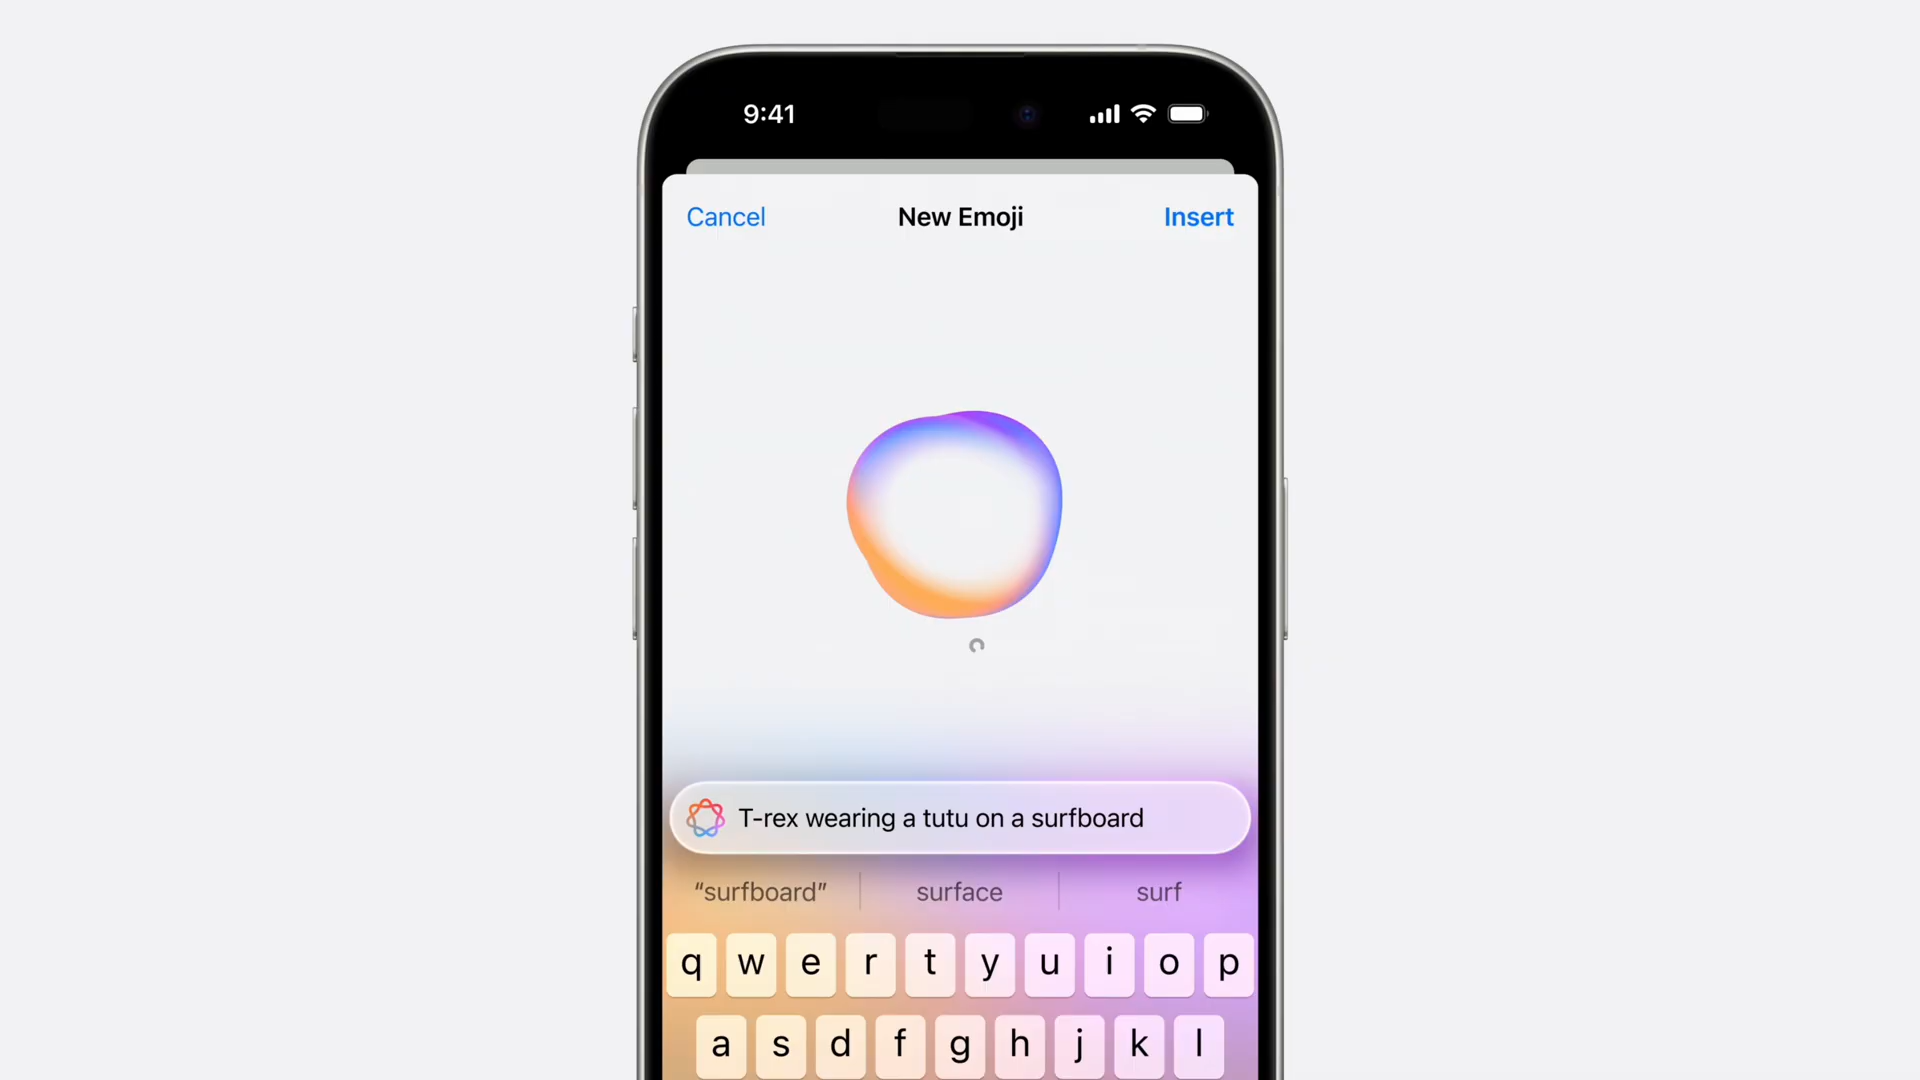 9:41
Cancel New Emoji Insert
T-rex wearing a tutu on a surfboard
“surfboard” surface surf
q w e r t y u i o p
a s d f g h j k l